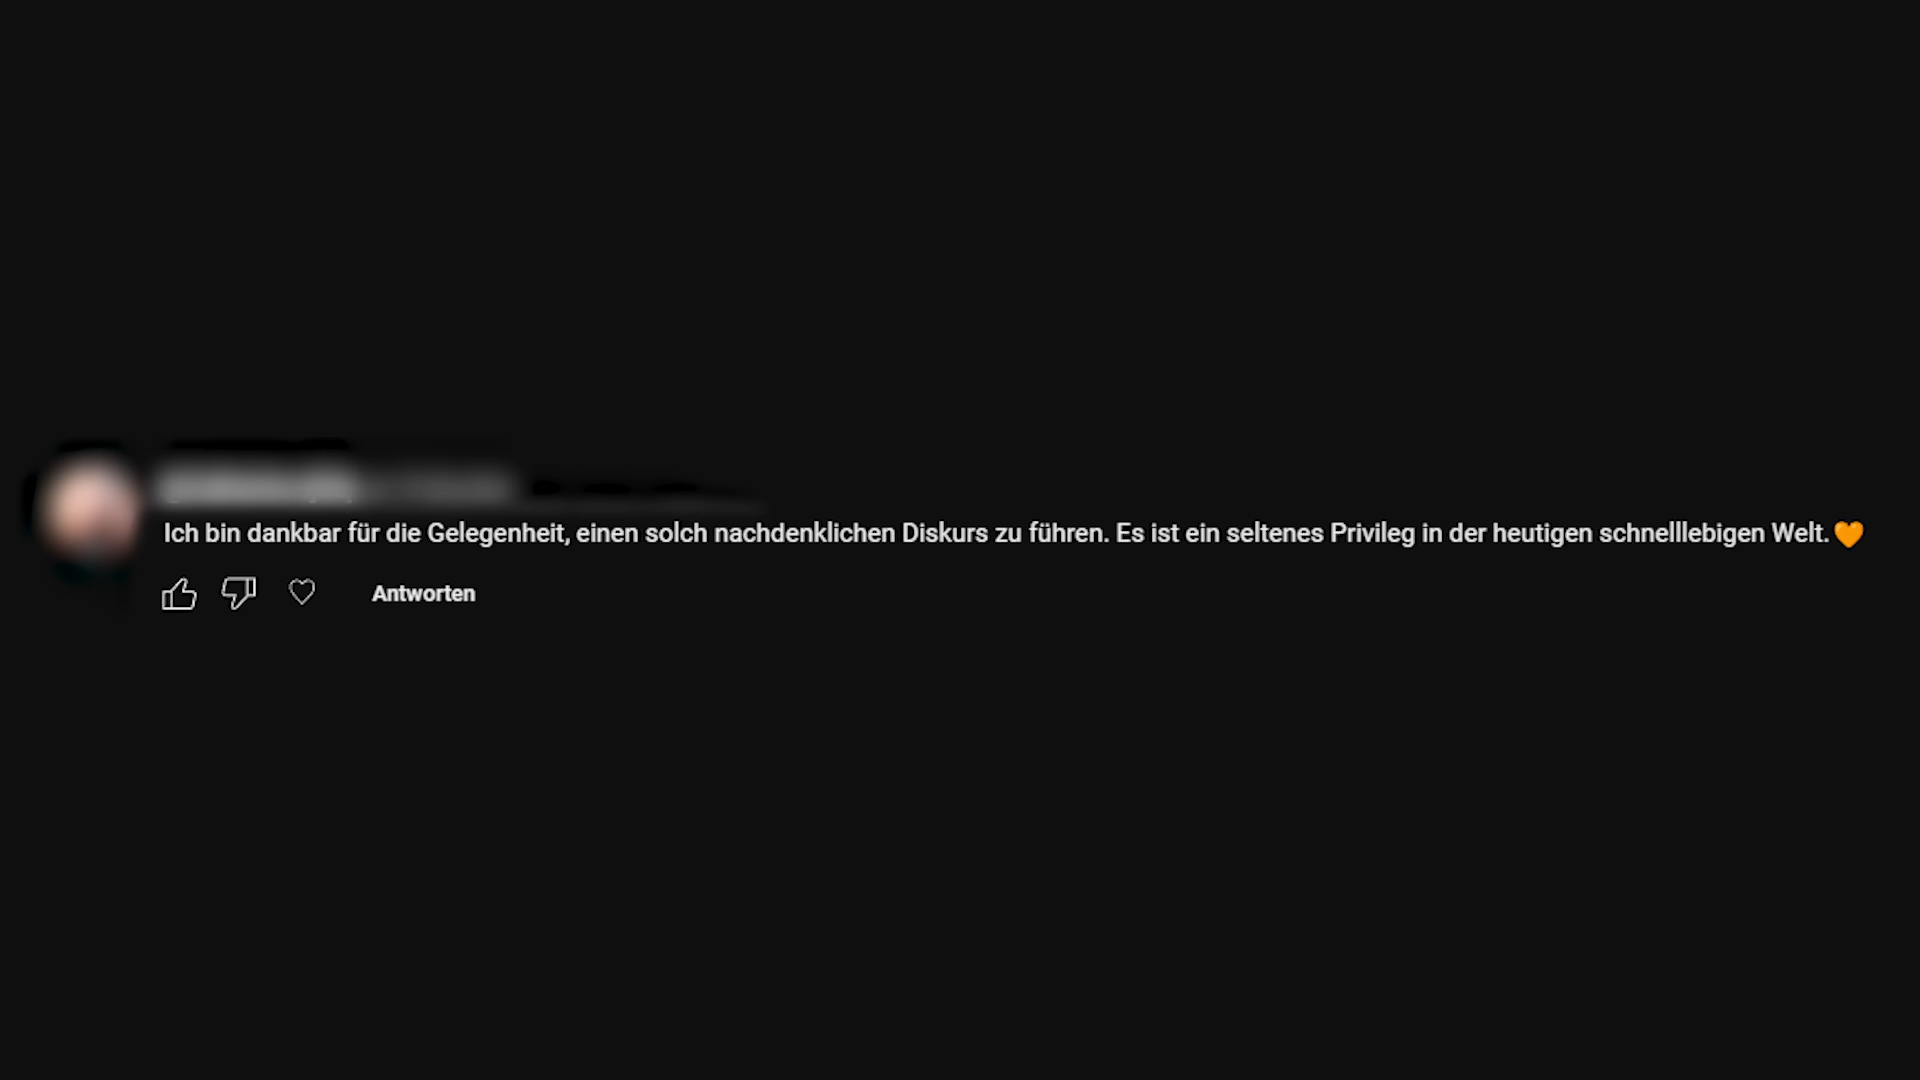 Ich bin dankbar für die Gelegenheit, einen solch nachdenklichen Diskurs zu führen. Es ist ein seltenes Privileg in der heutigen schnelllebigen Welt.🧡
Antworten